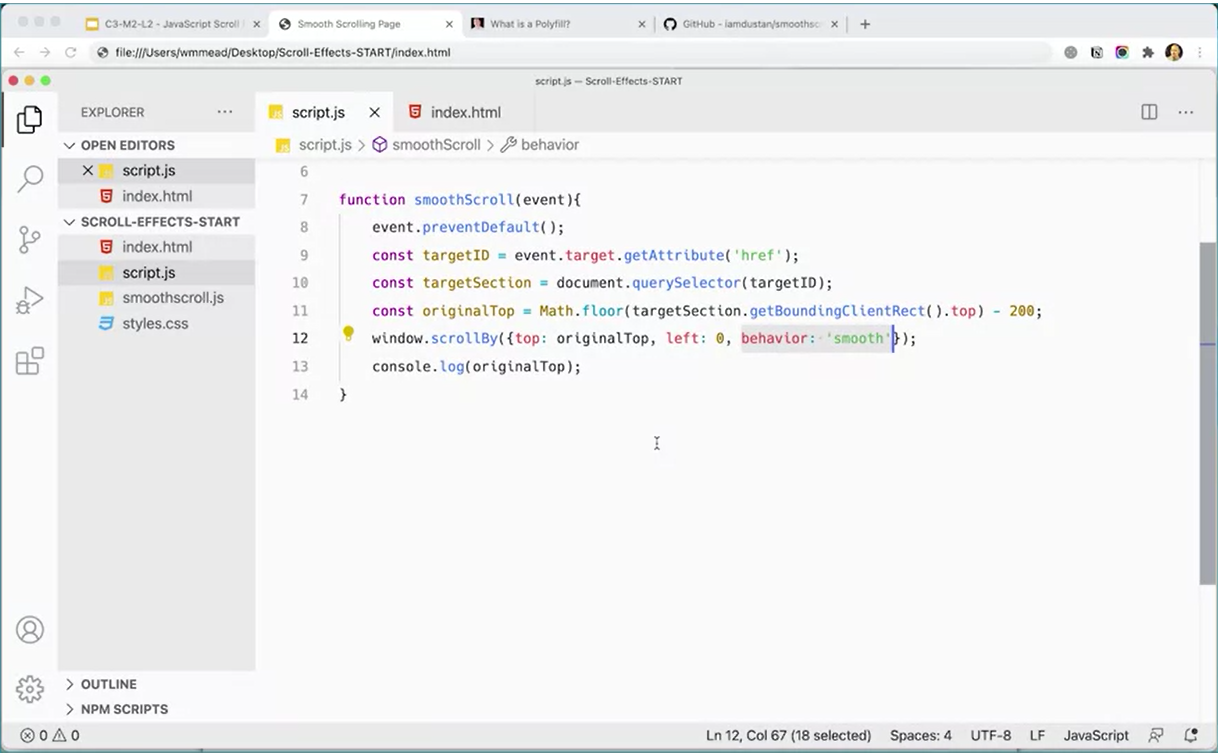 C3-M2-L2 - JavaScript Scroll
Smooth Scrolling Page
What is a Polyfill?
GitHub - iamdustan/smoothsc
file:///Users/wmmead/Desktop/Scroll-Effects-START/index.html
script.js — Scroll-Effects-START
EXPLORER
script.js
index.html
OPEN EDITORS
script.js > smoothScroll > behavior
script.js
index.html
SCROLL-EFFECTS-START
index.html
script.js
smoothscroll.js
styles.css
6
7 function smoothScroll(event){
8 event.preventDefault();
9 const targetID = event.target.getAttribute('href');
10 const targetSection = document.querySelector(targetID);
11 const originalTop = Math.floor(targetSection.getBoundingClientRect().top) - 200;
12 window.scrollBy({top: originalTop, left: 0, behavior: 'smooth'});
13 console.log(originalTop);
14 }
OUTLINE
NPM SCRIPTS
0 0 Ln 12, Col 67 (18 selected) Spaces: 4 UTF-8 LF JavaScript